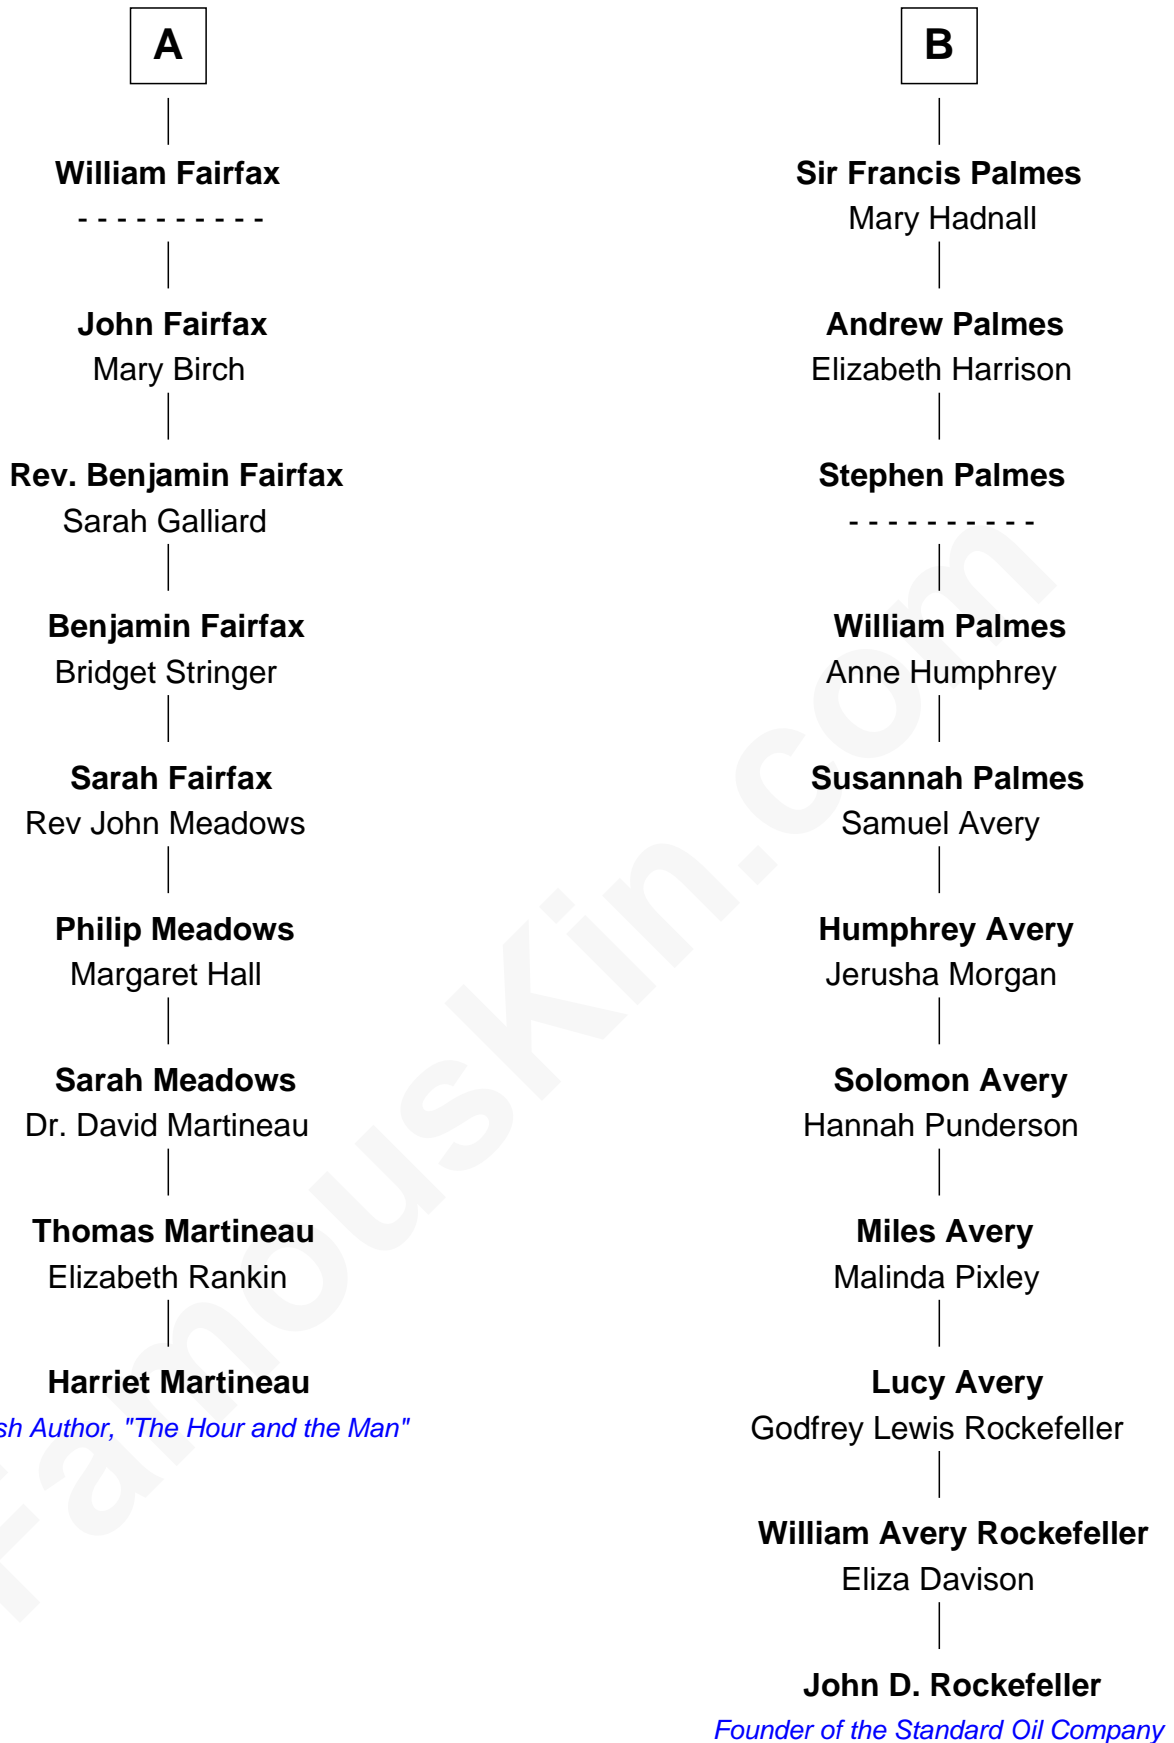 A
William Fairfax
- - - - - - - - - -
John Fairfax
Mary Birch
Rev. Benjamin Fairfax
Sarah Galliard
Benjamin Fairfax
Bridget Stringer
Sarah Fairfax
Rev John Meadows
Philip Meadows
Margaret Hall
Sarah Meadows
Dr. David Martineau
Thomas Martineau
Elizabeth Rankin
Harriet Martineau
sh Author, "The Hour and the Man"
B
Sir Francis Palmes
Mary Hadnall
Andrew Palmes
Elizabeth Harrison
Stephen Palmes
- - - - - - - - - -
William Palmes
Anne Humphrey
Susannah Palmes
Samuel Avery
Humphrey Avery
Jerusha Morgan
Solomon Avery
Hannah Punderson
Miles Avery
Malinda Pixley
Lucy Avery
Godfrey Lewis Rockefeller
William Avery Rockefeller
Eliza Davison
John D. Rockefeller
Founder of the Standard Oil Company
FamousKin.com